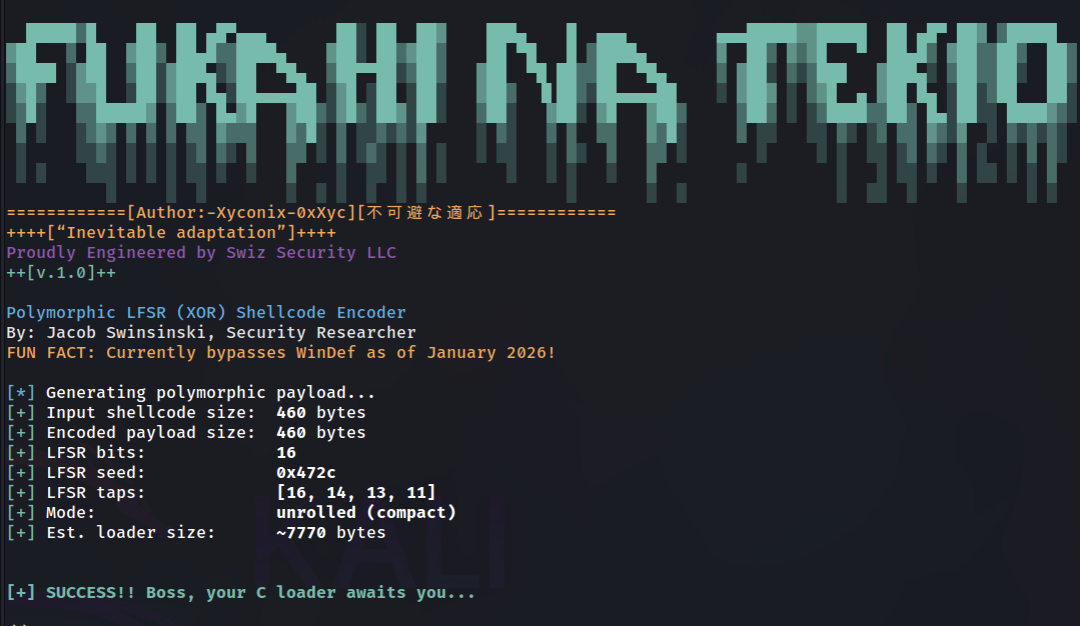 FUKAHI NA TEKIO
============[Author:-Xyconix-0xXyc][不可避な適応]============
++++[“Inevitable adaptation”]++++
Proudly Engineered by Swiz Security LLC
++[v.1.0]++
Polymorphic LFSR (XOR) Shellcode Encoder
By: Jacob Swinsinski, Security Researcher
FUN FACT: Currently bypasses WinDef as of January 2026!
[*] Generating polymorphic payload...
[+] Input shellcode size: 460 bytes
[+] Encoded payload size: 460 bytes
[+] LFSR bits: 16
[+] LFSR seed: 0x472c
[+] LFSR taps: [16, 14, 13, 11]
[+] Mode: unrolled (compact)
[+] Est. loader size: ~7770 bytes
KALI
[+] SUCCESS!! Boss, your C loader awaits you...